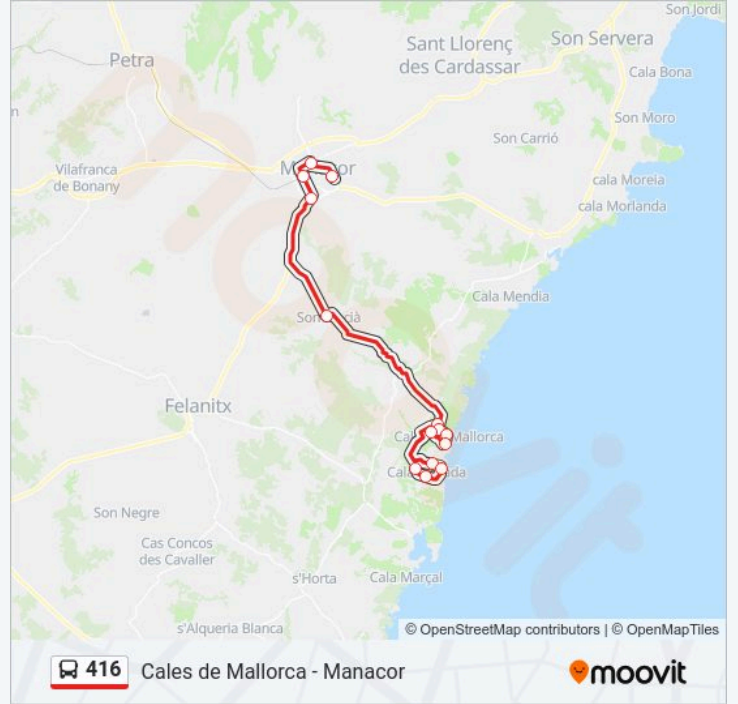 Son Jordi
Petra
Sant Llorenç
des Cardassar
Son Servera
Cala Bona
Son Moro
Son Carrió
Vilafranca
de Bonany
cala Moreia
cala Morlanda
Cala Mendia
Felanitx
Mallorca
Son Negre
Cas Concos
des Cavaller
s'Horta
Cala Marçal
s'Alqueria Blanca
© OpenStreetMap contributors | © OpenMapTiles
416
Cales de Mallorca - Manacor
moovit